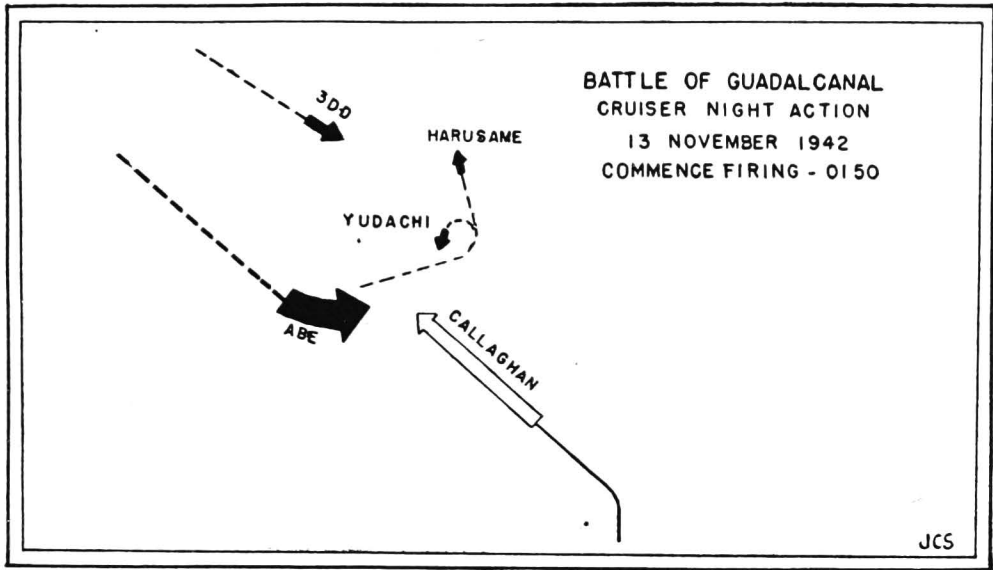 BATTLE OF GUADALCANAL
CRUISER NIGHT ACTION
13 NOVEMBER 1942
COMMENCE FIRING - 0150
3DD
HARUSAME
YUDACHI
ABE
CALLAGHAN
JCS